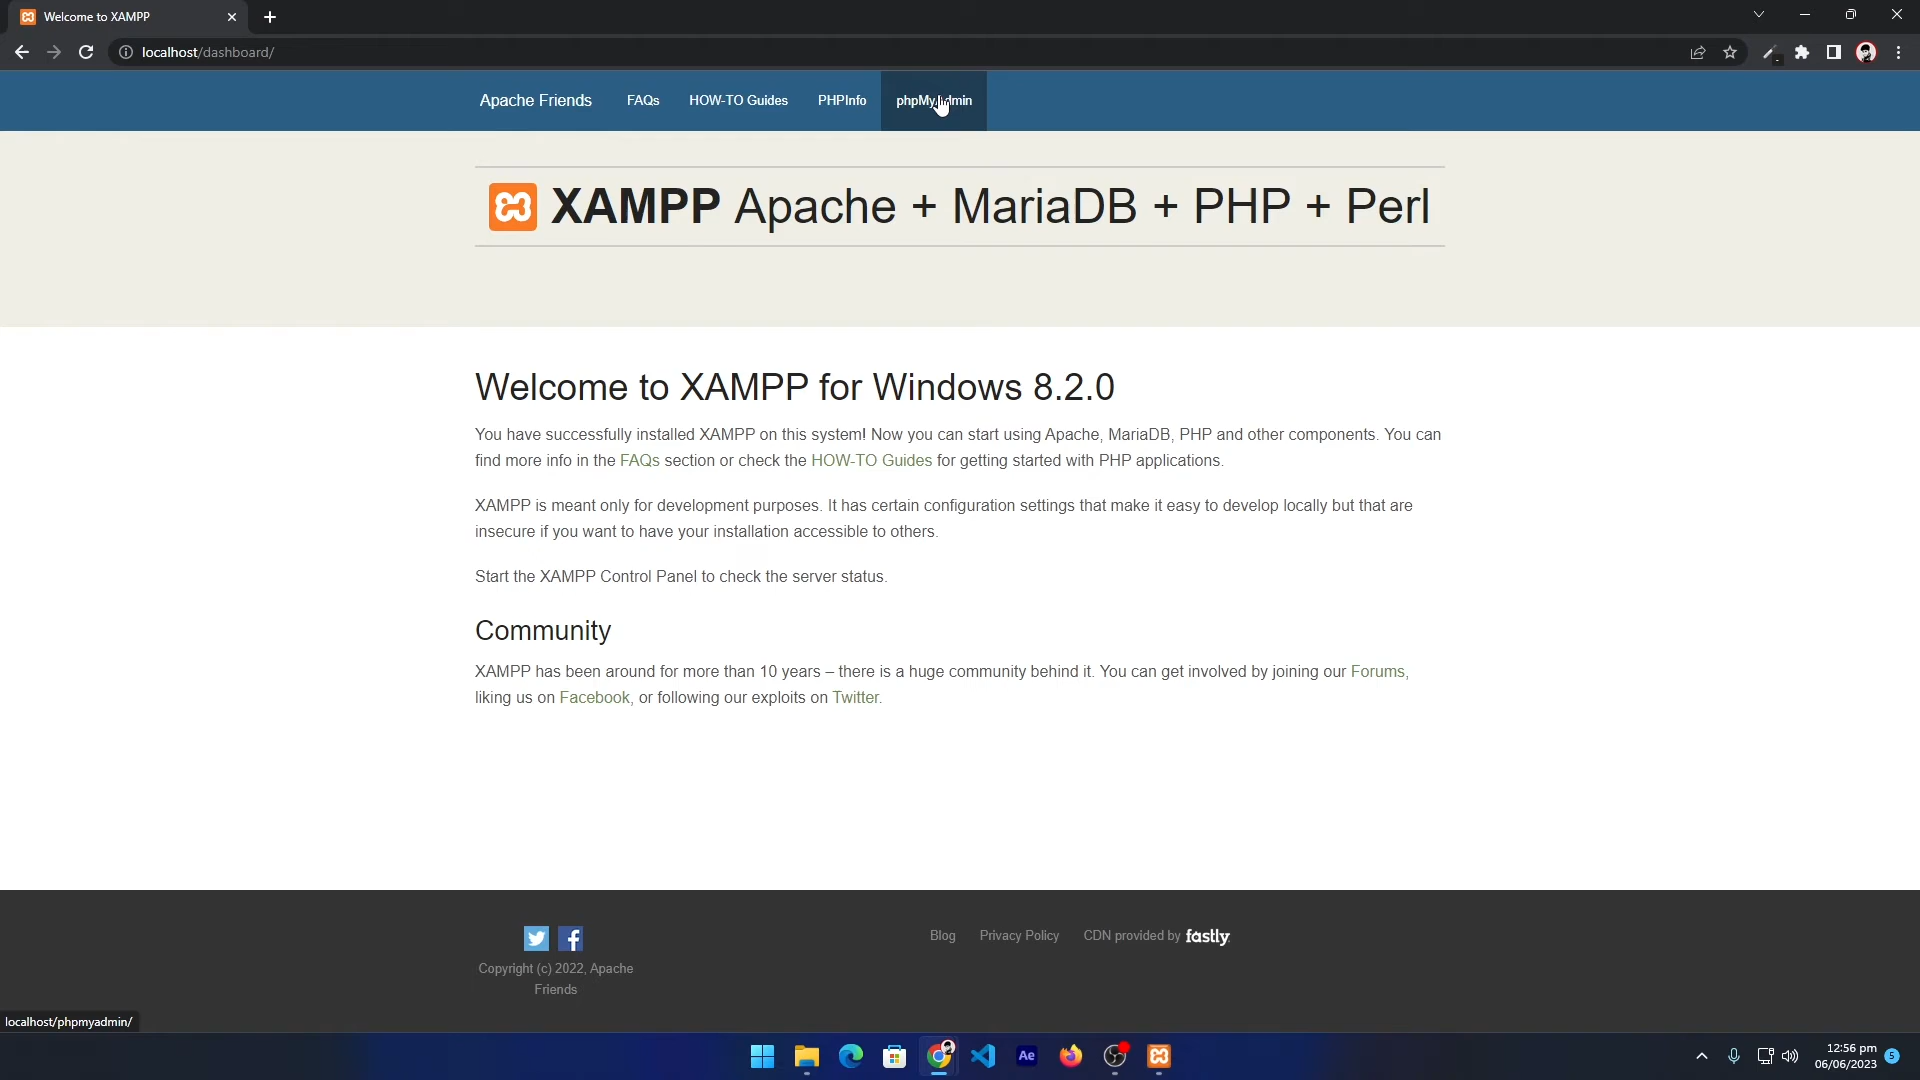 Welcome to XAMPP
localhost/dashboard/
Apache Friends FAQs HOW-TO Guides PHPInfo phpMyAdmin
XAMPP Apache + MariaDB + PHP + Perl
Welcome to XAMPP for Windows 8.2.0
You have successfully installed XAMPP on this system! Now you can start using Apache, MariaDB, PHP and other components. You can
find more info in the FAQs section or check the HOW-TO Guides for getting started with PHP applications.
XAMPP is meant only for development purposes. It has certain configuration settings that make it easy to develop locally but that are
insecure if you want to have your installation accessible to others.
Start the XAMPP Control Panel to check the server status.
Community
XAMPP has been around for more than 10 years – there is a huge community behind it. You can get involved by joining our Forums,
liking us on Facebook, or following our exploits on Twitter.
Blog Privacy Policy CDN provided by fastly
Copyright (c) 2022, Apache
Friends
localhost/phpmyadmin/
Ae
12:56 pm
06/06/2023
5